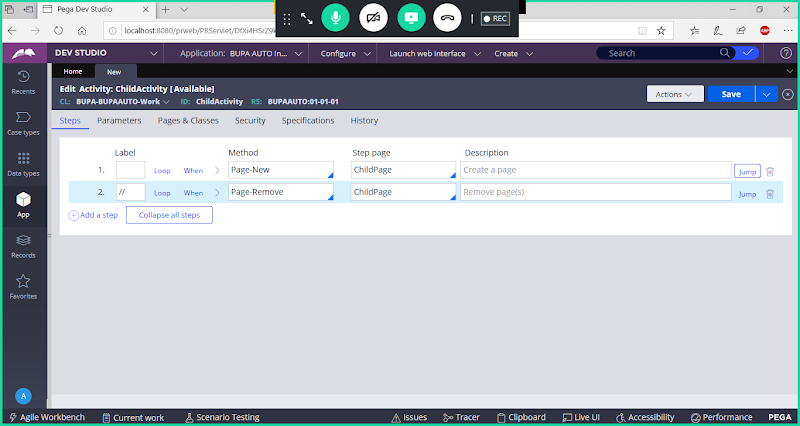 Pega Dev Studio
REC
localhost:8080/prweb/PRServlet/
DEV STUDIO
Application: BUPA AUTO In...
Configure
Launch web interface
Create
Search
Home
New
Recents
Case types
Data types
App
Records
Favorites
A
Edit Activity: ChildActivity [Available]
CL: BUPA-BUPAAUTO-Work ID: ChildActivity RS: BUPAAUTO:01-01-01
Actions
Save
Steps Parameters Pages & Classes Security Specifications History
Label Method Step page Description
1. Loop When Page-New ChildPage Create a page Jump
2. // Loop When Page-Remove ChildPage Remove page(s) Jump
Add a step Collapse all steps
Agile Workbench Current work Scenario Testing Issues Tracer Clipboard Live UI Accessibility Performance PEGA